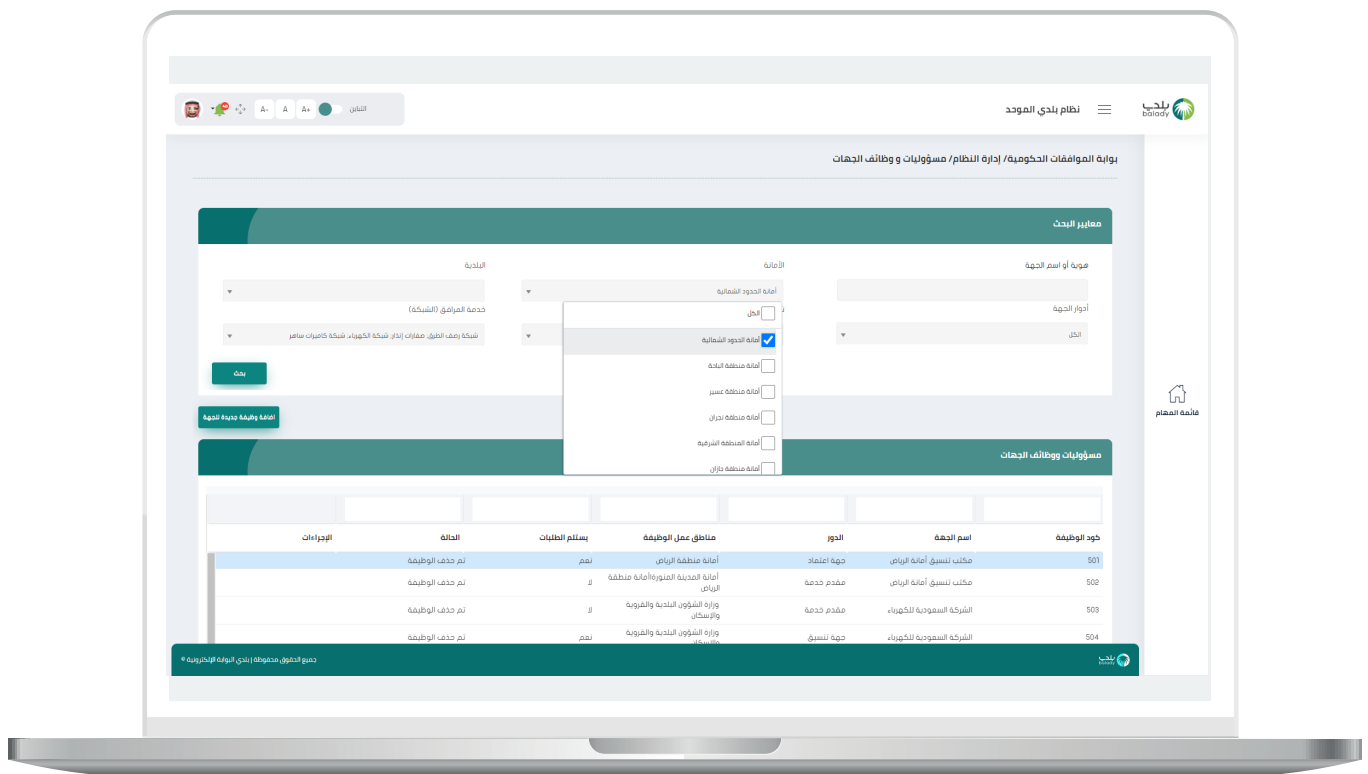 بلدي
balady
نظام بلدي الموحد
التباين
A+
A
A-
بوابة الموافقات الحكومية/ إدارة النظام/ مسؤوليات و وظائف الجهات
معايير البحث
هوية أو اسم الجهة
الأمانة
البلدية
أمانة الحدود الشمالية
أدوار الجهة
خدمة المرافق (الشبكة)
الكل
شبكة رصف الطرق; صفارات إنذار; شبكة الكهرباء; شبكة كاميرات ساهر
الكل
أمانة الحدود الشمالية
أمانة منطقة الباحة
أمانة منطقة عسير
أمانة منطقة نجران
أمانة المنطقة الشرقية
أمانة منطقة جازان
بحث
اضافة وظيفة جديدة للجهة
قائمة المهام
مسؤوليات ووظائف الجهات
كود الوظيفة اسم الجهة الدور مناطق عمل الوظيفة يستلم الطلبات الحالة الإجراءات
501 مكتب تنسيق أمانة الرياض جهة اعتماد أمانة منطقة الرياض نعم تم حذف الوظيفة
502 مكتب تنسيق أمانة الرياض مقدم خدمة أمانة المدينة المنورة|أمانة منطقة لا تم حذف الوظيفة
الرياض
503 الشركة السعودية للكهرباء مقدم خدمة وزارة الشؤون البلدية والقروية لا تم حذف الوظيفة
والإسكان
504 الشركة السعودية للكهرباء جهة تنسيق وزارة الشؤون البلدية والقروية نعم تم حذف الوظيفة
والإسكان
بلدي
balady
جميع الحقوق محفوظة | بلدي البوابة الإلكترونية ©